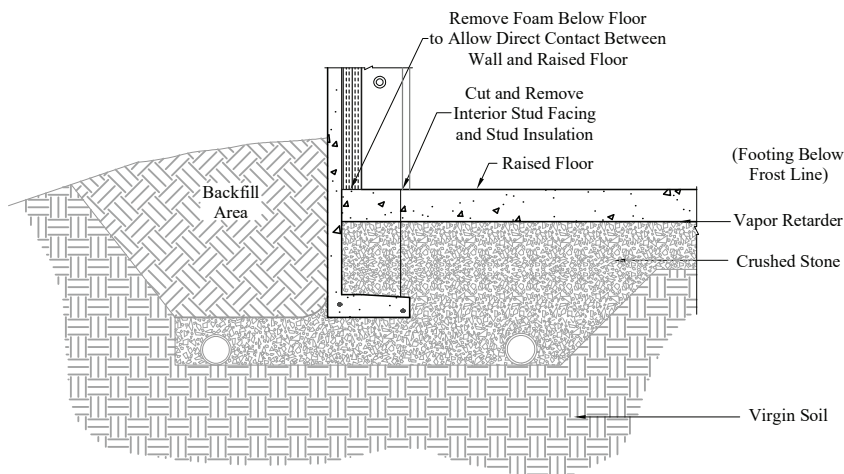 Remove Foam Below Floor
to Allow Direct Contact Between
Wall and Raised Floor
Cut and Remove
Interior Stud Facing
and Stud Insulation
Raised Floor
(Footing Below
Frost Line)
Backfill
Area
Vapor Retarder
Crushed Stone
Virgin Soil